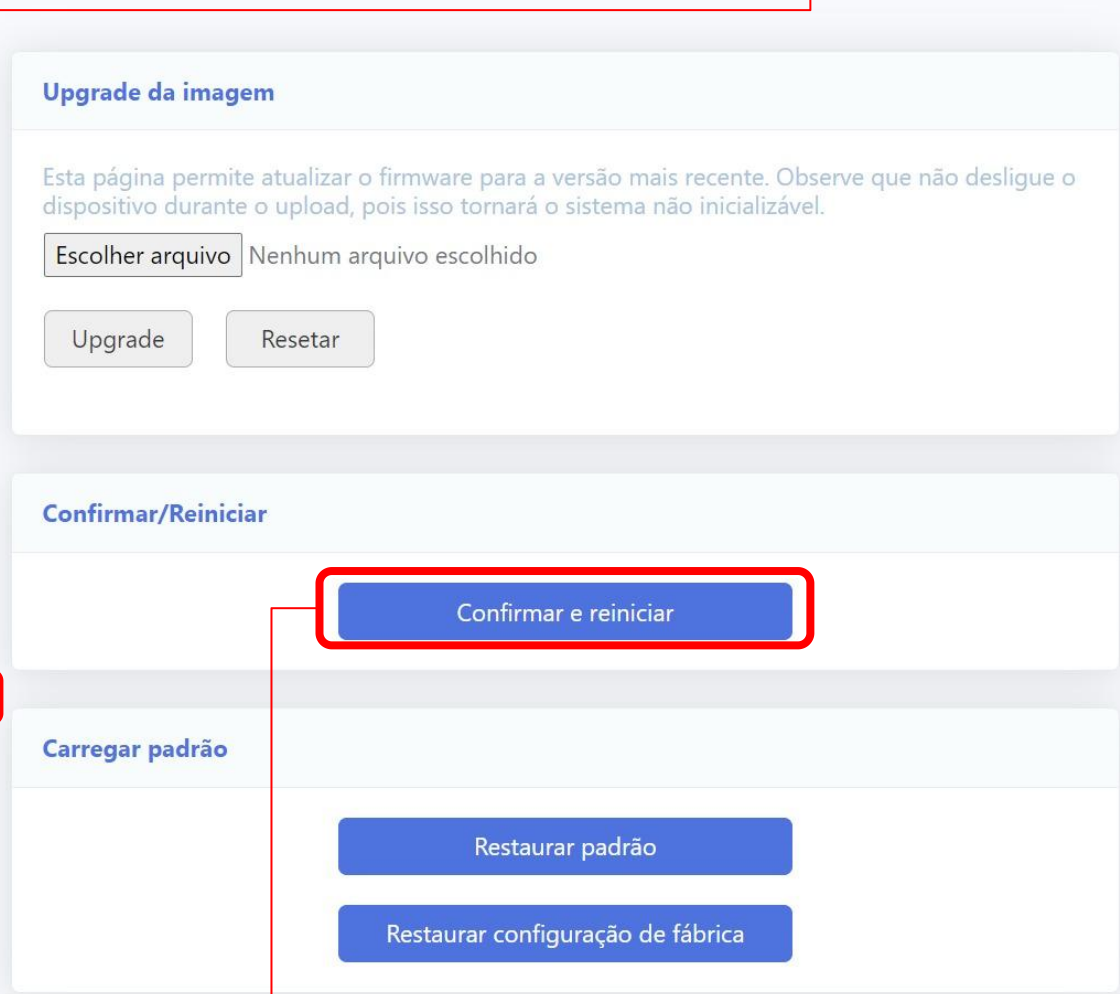 Upgrade da imagem
Esta página permite atualizar o firmware para a versão mais recente. Observe que não desligue o
dispositivo durante o upload, pois isso tornará o sistema não inicializável.
Escolher arquivo Nenhum arquivo escolhido
Upgrade Resetar
Confirmar/Reiniciar
Confirmar e reiniciar
Carregar padrão
Restaurar padrão
Restaurar configuração de fábrica